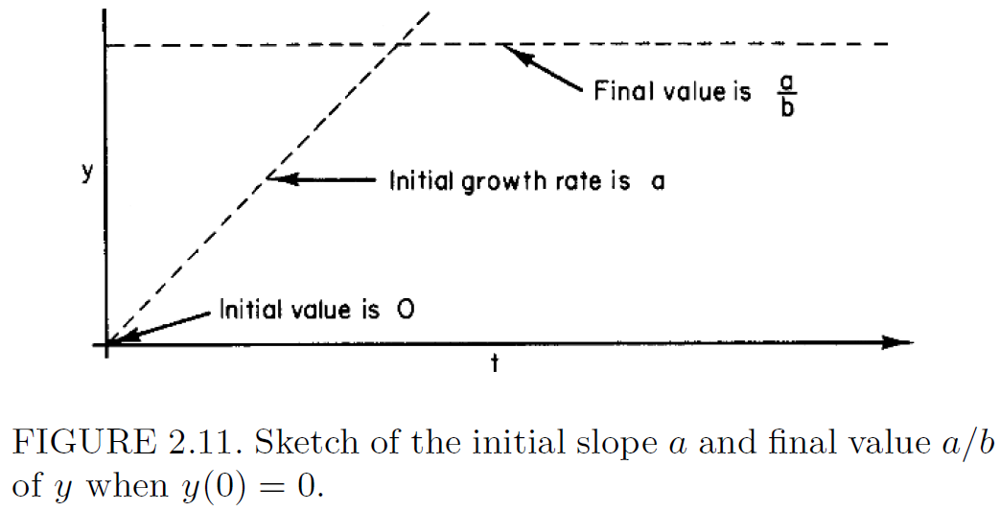 Final value is a/b
y
Initial growth rate is a
Initial value is 0
t
FIGURE 2.11. Sketch of the initial slope a and final value a/b
of y when y(0) = 0.